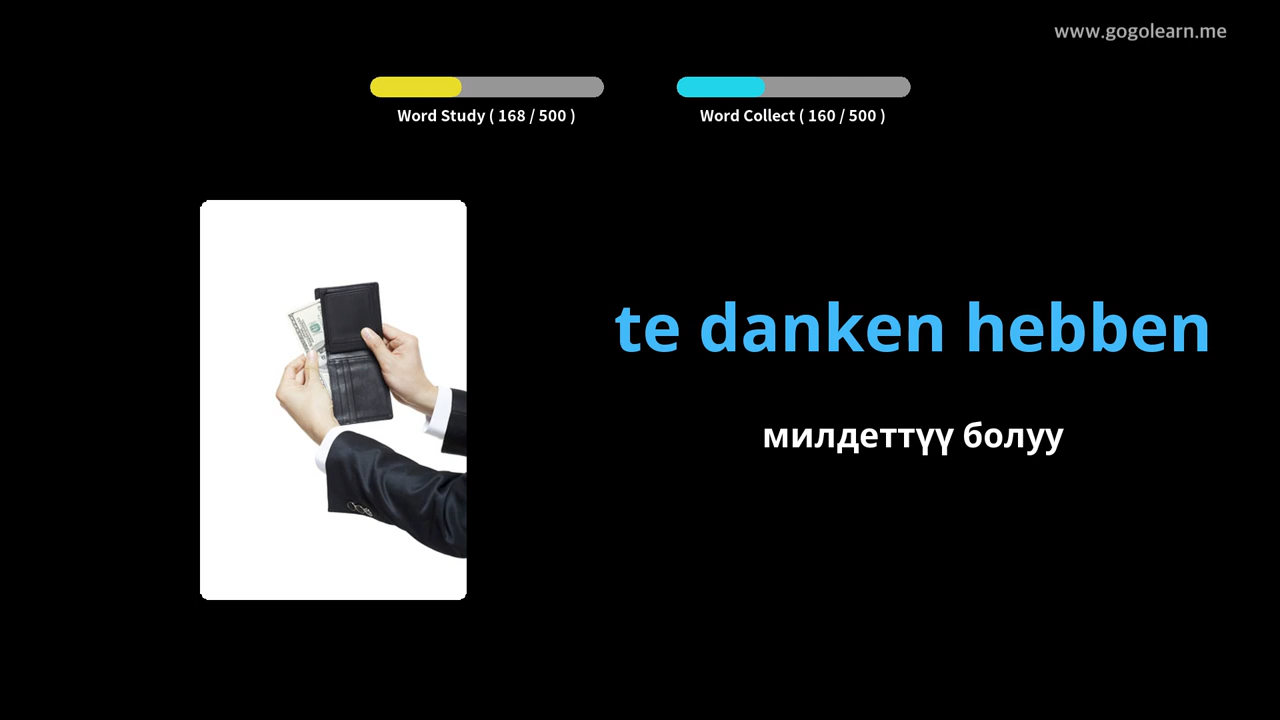 www.gogolearn.me
Word Study ( 168 / 500 )
Word Collect ( 160 / 500 )
te danken hebben
милдеттүү болуу